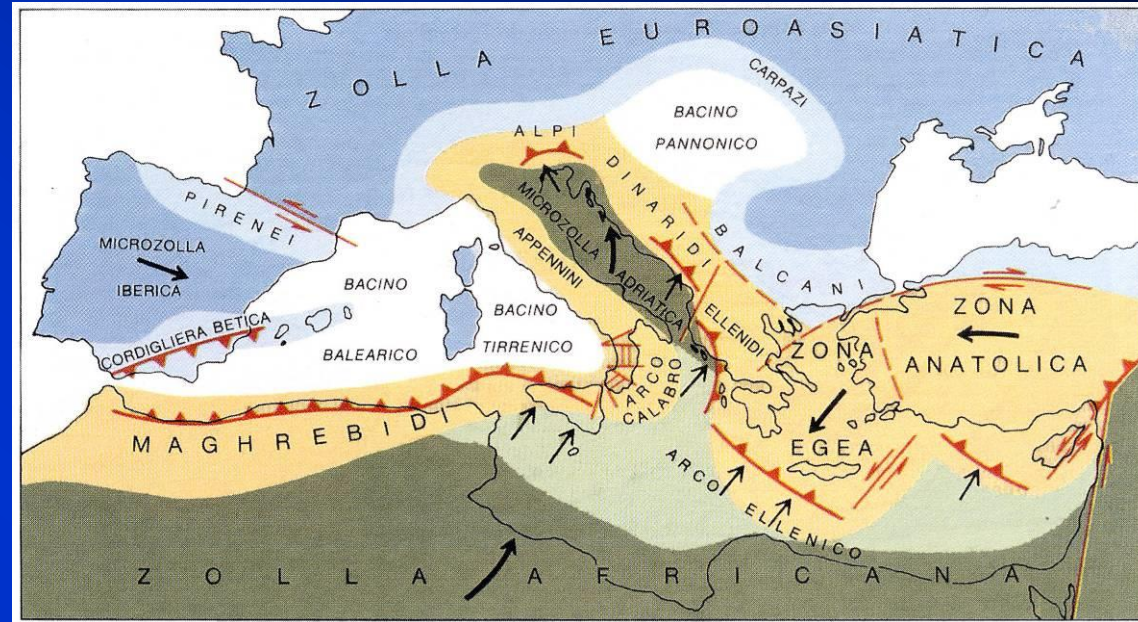 ZOLLA EUROASIATICA
CARPAZI
BACINO
PANNONICO
ALPI
DINARIDI
PIRENEI
MICROZOLLA
IBERICA
MICROZOLLA
ADRIATICA
APPENNINI
BALCANI
BACINO
BALEARICO
BACINO
TIRRENICO
CORDIGLIERA BETICA
ELLENIDI
ZONA
ANATOLICA
ZONA
EGEA
ARCO
CALABRO
MAGHREBIDI
ARCO ELLENICO
ZOLLA AFRICANA